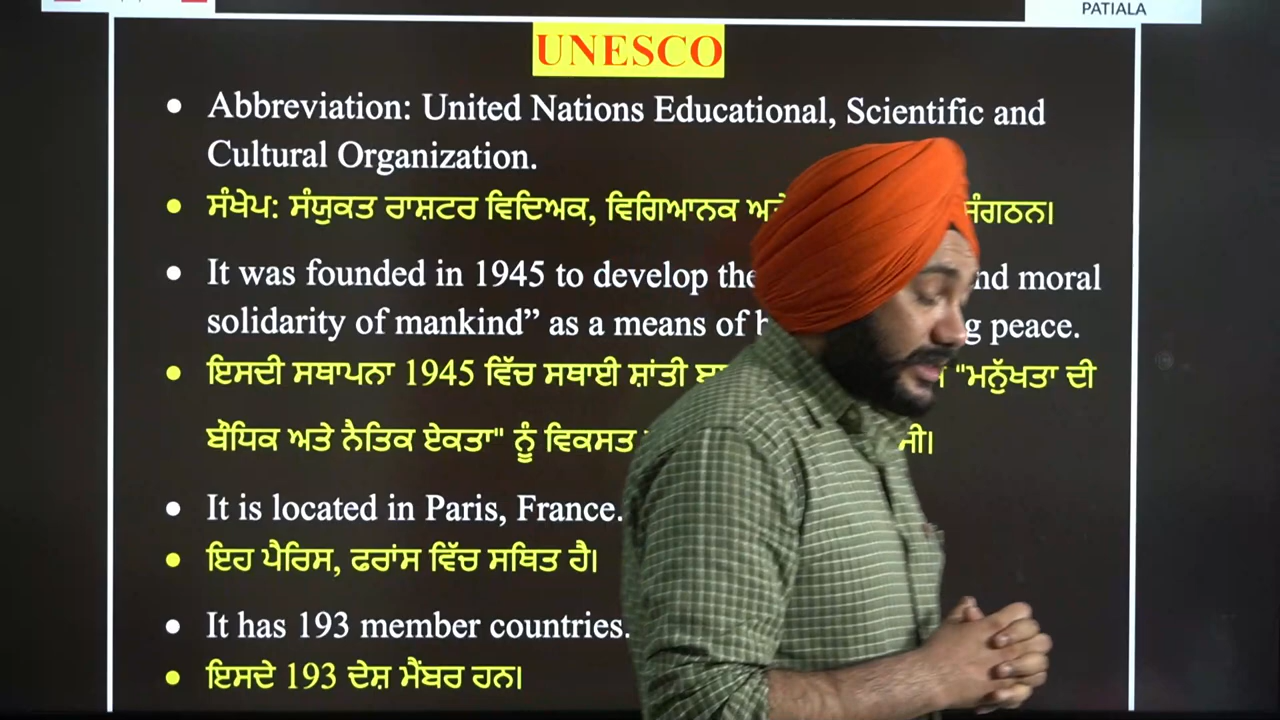 PATIALA
UNESCO
• Abbreviation: United Nations Educational, Scientific and
Cultural Organization.
• ਸੰਖੇਪ: ਸੰਯੁਕਤ ਰਾਸ਼ਟਰ ਵਿਦਿਅਕ, ਵਿਗਿਆਨਕ ਸੰਗਠਨ।
• It was founded in 1945 to develop the moral
solidarity of mankind” as a means of peace.
• ਇਸਦੀ ਸਥਾਪਨਾ 1945 ਵਿੱਚ ਸਥਾਈ ਸ਼ਾਂਤੀ "ਮਨੁੱਖਤਾ ਦੀ
ਬੌਧਿਕ ਅਤੇ ਨੈਤਿਕ ਏਕਤਾ" ਨੂੰ ਵਿਕਸਤ ਸੀ।
• It is located in Paris, France.
• ਇਹ ਪੈਰਿਸ, ਫਰਾਂਸ ਵਿੱਚ ਸਥਿਤ ਹੈ।
• It has 193 member countries.
• ਇਸਦੇ 193 ਦੇਸ਼ ਮੈਂਬਰ ਹਨ।